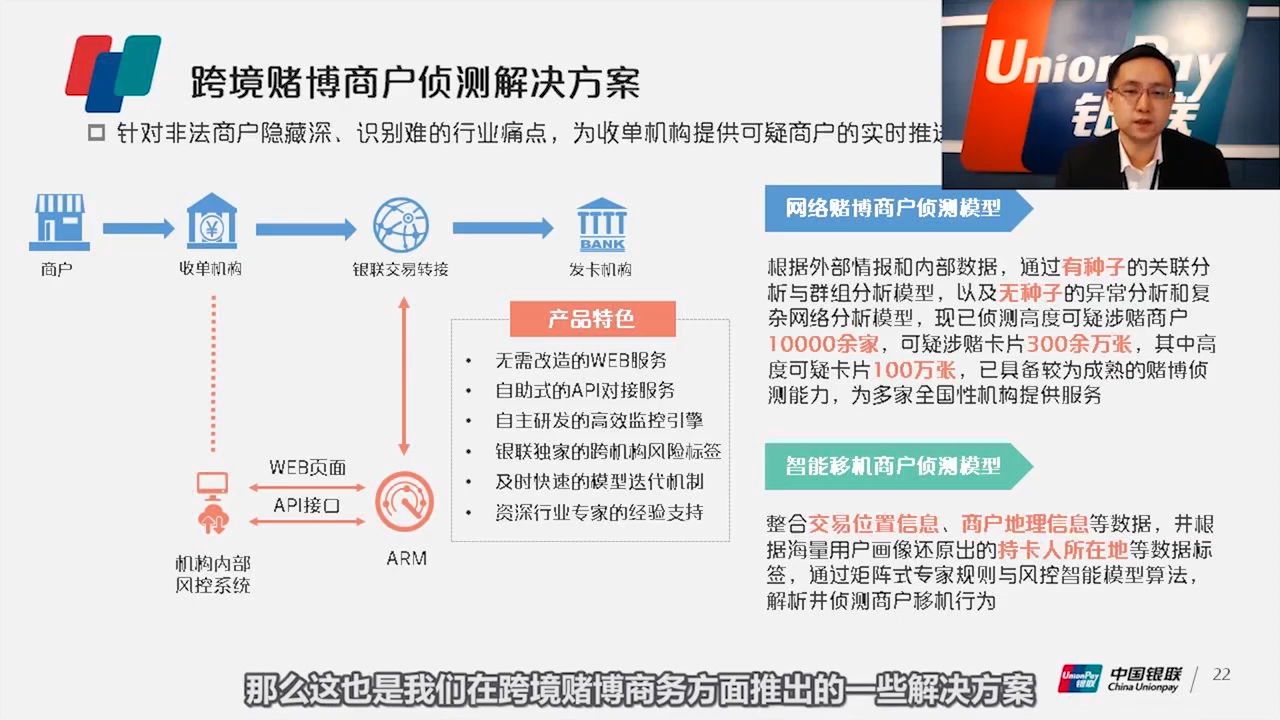 跨境赌博商户侦测解决方案
针对非法商户隐藏深、识别难的行业痛点，为收单机构提供可疑商户的实时推送
UnionPay
银联
商户
收单机构
银联交易转接
BANK
发卡机构
网络赌博商户侦测模型
根据外部情报和内部数据，通过有种子的关联分
析与群组分析模型，以及无种子的异常分析和复
杂网络分析模型，现已侦测高度可疑涉赌商户
10000余家，可疑涉赌卡片300余万张，其中高
度可疑卡片100万张，已具备较为成熟的赌博侦
测能力，为多家全国性机构提供服务
产品特色
• 无需改造的WEB服务
• 自助式的API对接服务
• 自主研发的高效监控引擎
• 银联独家的跨机构风险标签
• 及时快速的模型迭代机制
• 资深行业专家的经验支持
WEB页面
API接口
机构内部
风控系统
ARM
智能移机商户侦测模型
整合交易位置信息、商户地理信息等数据，并根
据海量用户画像还原出的持卡人所在地等数据标
签，通过矩阵式专家规则与风控智能模型算法，
解析并侦测商户移机行为
那么这也是我们在跨境赌博商务方面推出的一些解决方案
UnionPay
银联
中国银联
China Unionpay
22